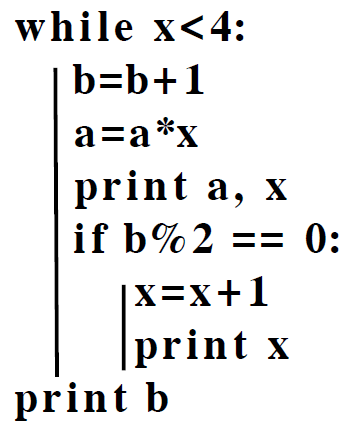 while x<4:
b=b+1
a=a*x
print a, x
if b%2 == 0:
x=x+1
print x
print b